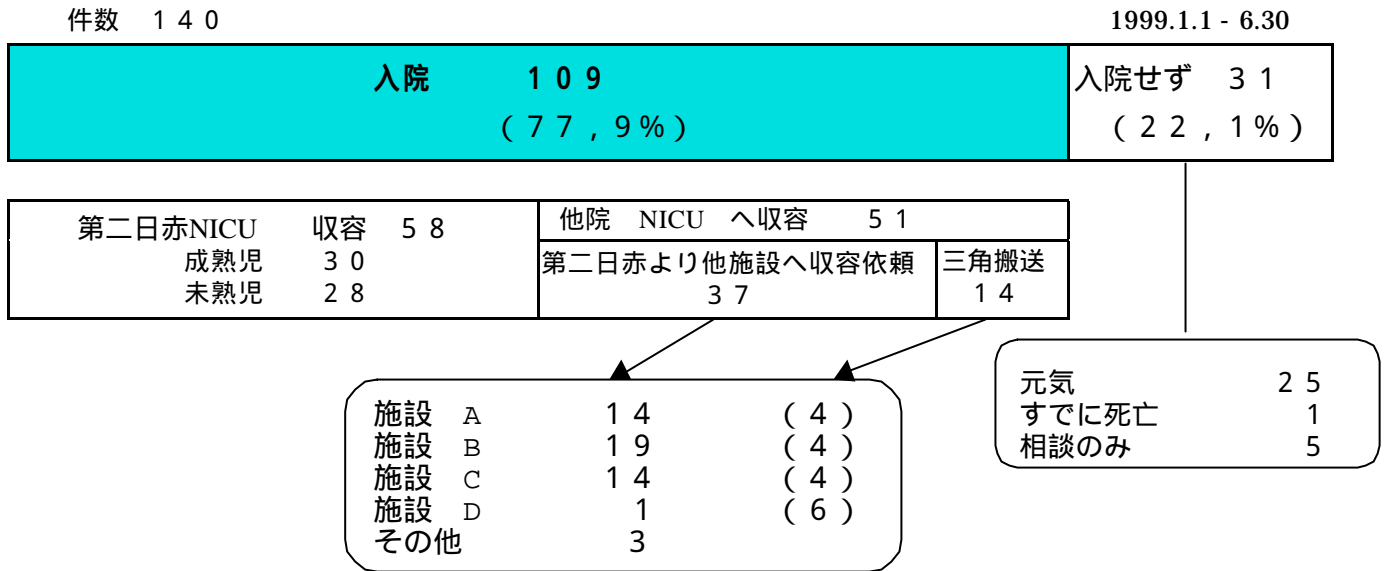 件数 140
1999.1.1 - 6.30
入院 109
(77,9%)
入院せず 31
(22,1%)
第二日赤NICU 収容 58
成熟児 30
未熟児 28
他院 NICU へ収容 51
第二日赤より他施設へ収容依頼
37
三角搬送
14
施設 A 14 (4)
施設 B 19 (4)
施設 C 14 (4)
施設 D 1 (6)
その他 3
元気 25
すでに死亡 1
相談のみ 5